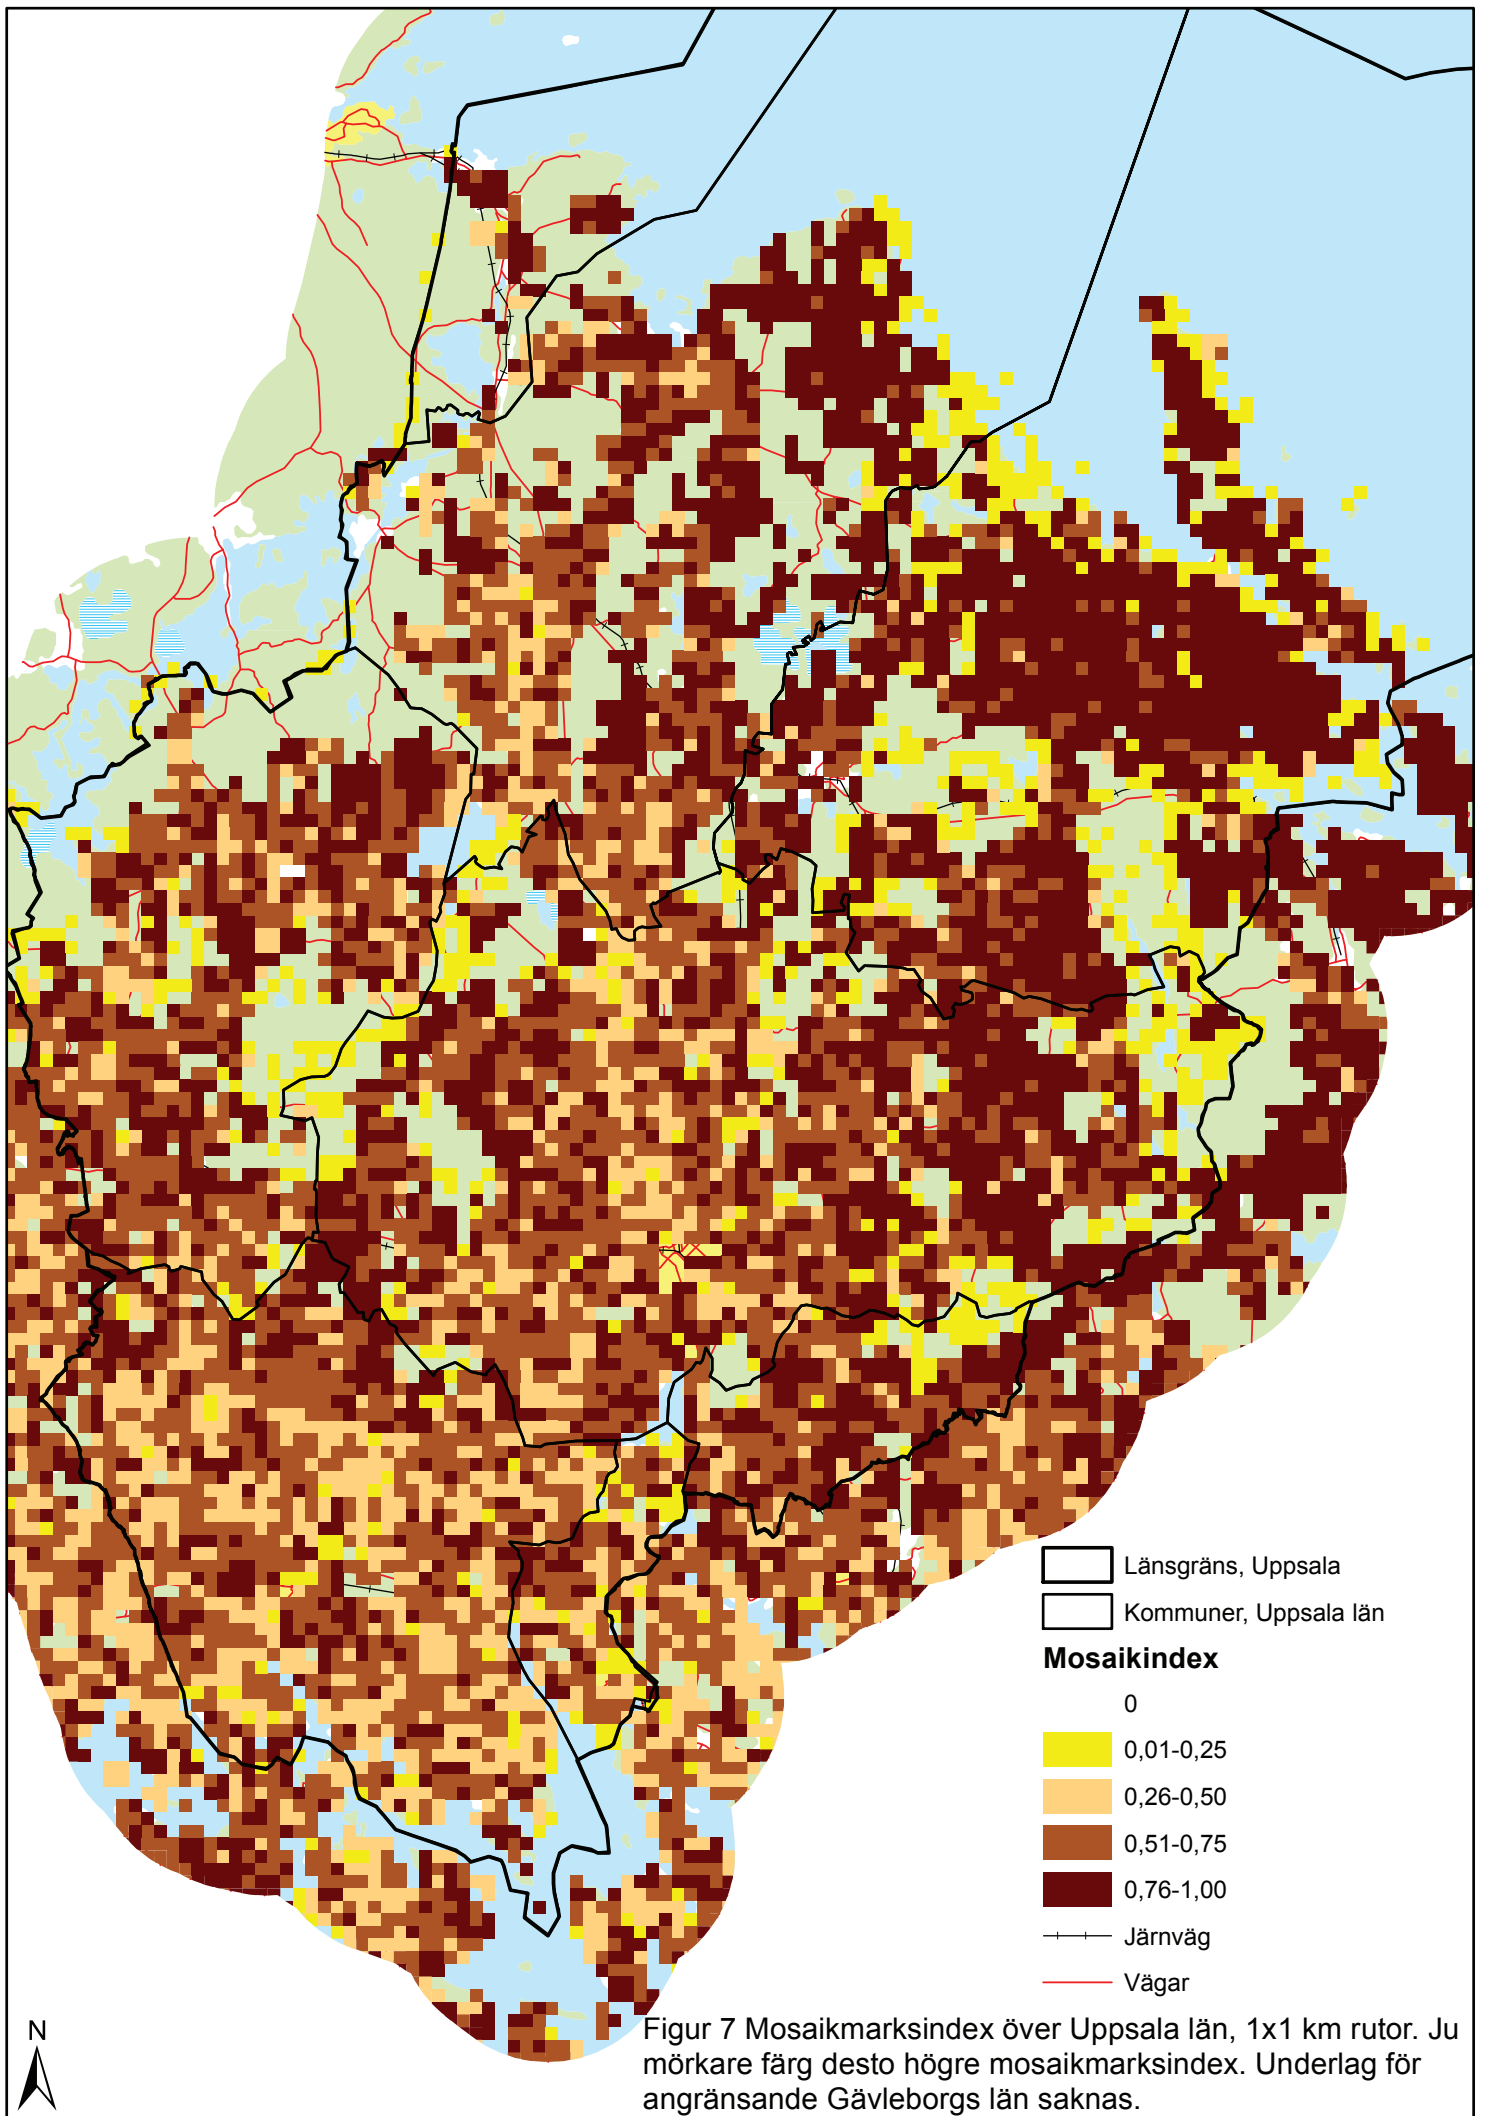 Länsgräns, Uppsala
Kommuner, Uppsala län
Mosaikindex
0
0,01-0,25
0,26-0,50
0,51-0,75
0,76-1,00
Järnväg
Vägar
N
Figur 7 Mosaikmarksindex över Uppsala län, 1x1 km rutor. Ju
mörkare färg desto högre mosaikmarksindex. Underlag för
angränsande Gävleborgs län saknas.